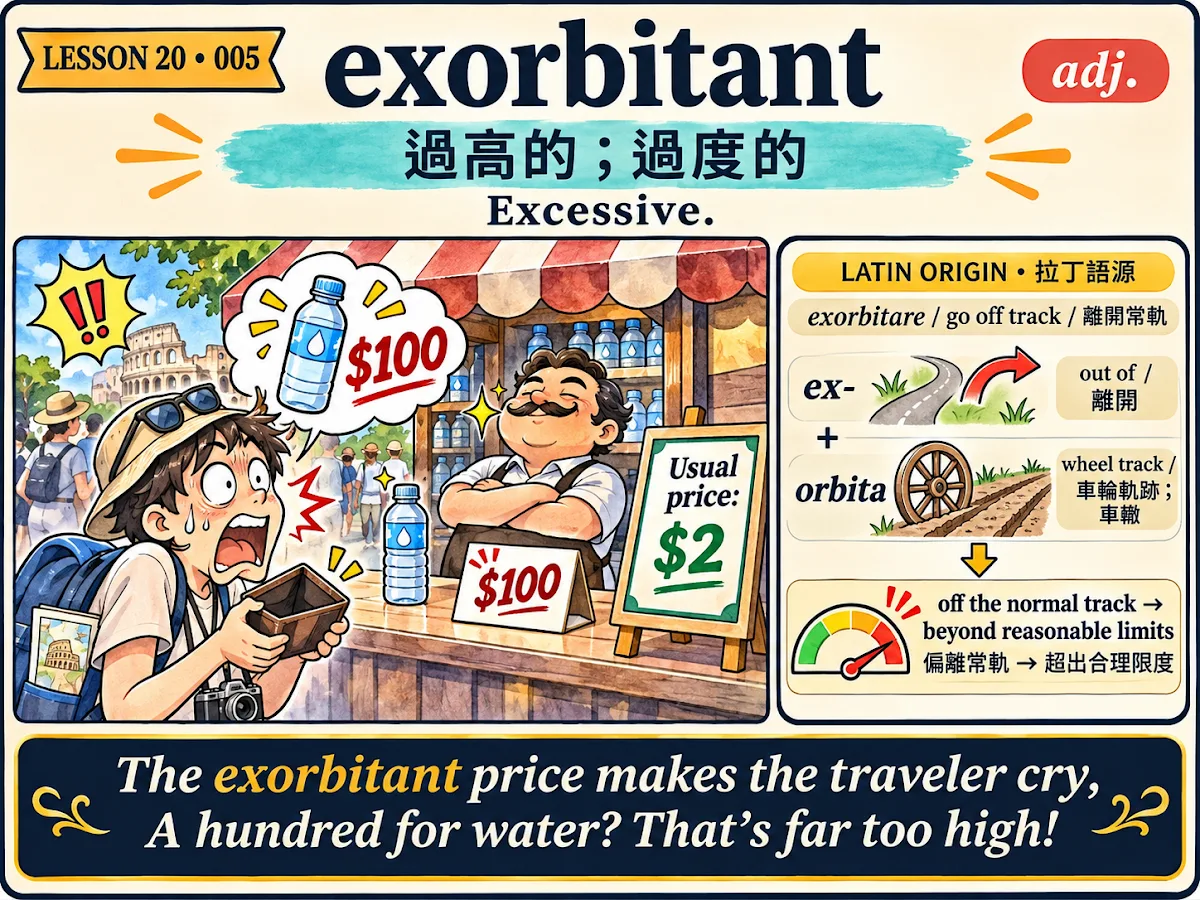 LESSON 20 • 005
exorbitant
adj.
過高的；過度的
Excessive.
!!
$100
$100
Usual
price:
$2
LATIN ORIGIN • 拉丁語源
exorbitare / go off track / 離開常軌
ex-
out of /
離開
+
orbita
wheel track /
車輪軌跡；
車轍
off the normal track →
beyond reasonable limits
偏離常軌 → 超出合理限度
The exorbitant price makes the traveler cry,
A hundred for water? That's far too high!